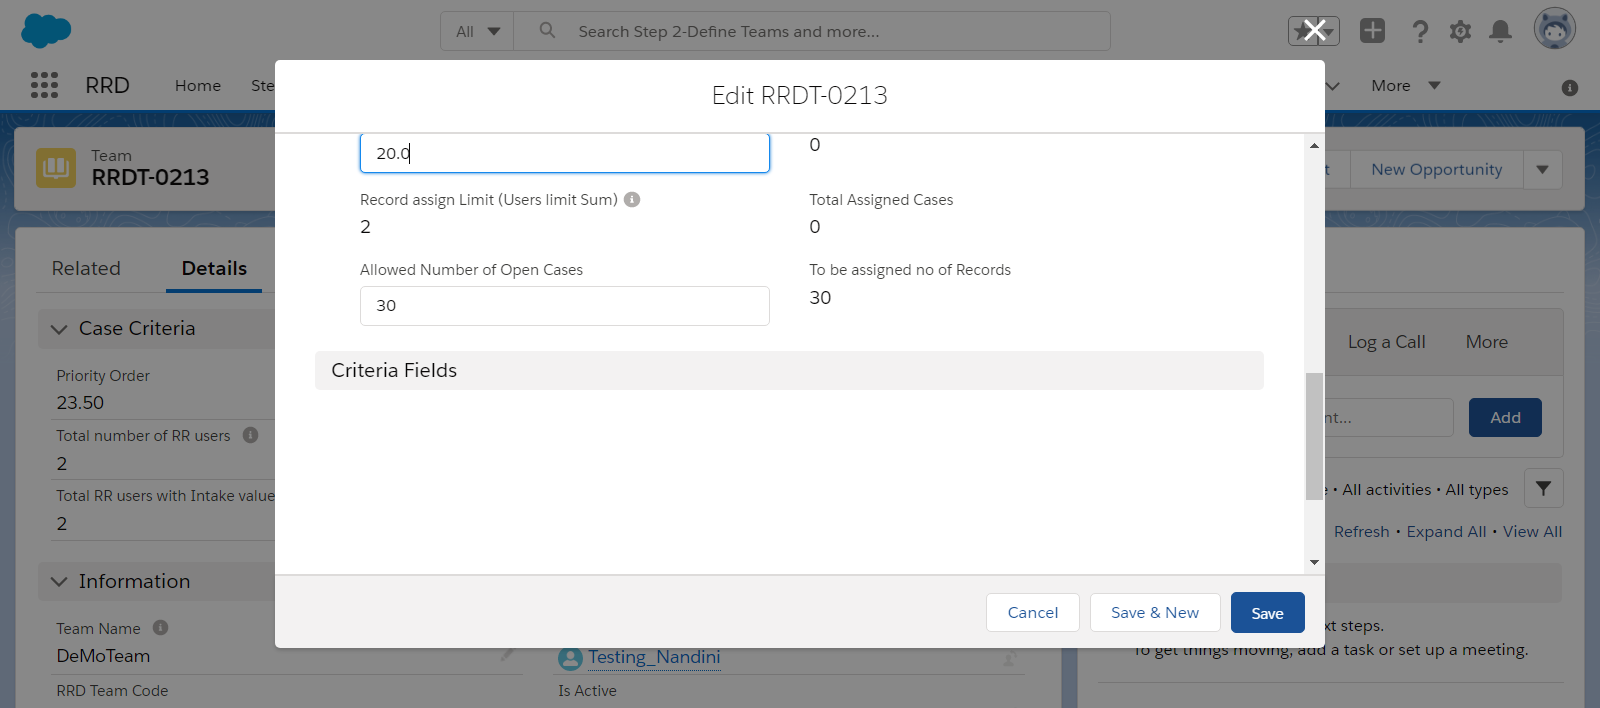 All
Search Step 2-Define Teams and more...
RRD
Home
More
Edit RRDT-0213
Team
RRDT-0213
New Opportunity
20.0
0
Record assign Limit (Users limit Sum)
Total Assigned Cases
2
0
Allowed Number of Open Cases
To be assigned no of Records
30
30
Criteria Fields
Cancel
Save & New
Save
Related
Details
Case Criteria
Priority Order
23.50
Total number of RR users
2
Total RR users with Intake value
2
Information
Team Name
DeMoTeam
Testing_Nandini
RRD Team Code
Is Active
Log a Call
More
Add
• All activities • All types
Refresh • Expand All • View All
steps.
To get things moving, add a task or set up a meeting.